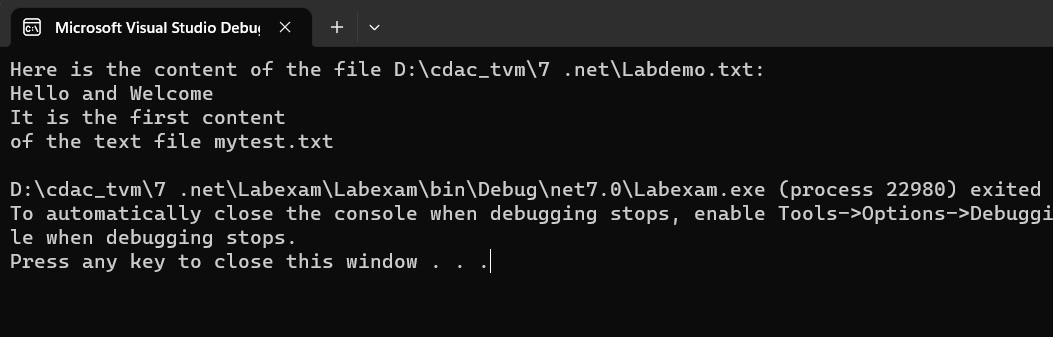 Microsoft Visual Studio Debu
Here is the content of the file D:\cdac_tvm\7 .net\Labdemo.txt:
Hello and Welcome
It is the first content
of the text file mytest.txt
D:\cdac_tvm\7 .net\Labexam\Labexam\bin\Debug\net7.0\Labexam.exe (process 22980) exited
To automatically close the console when debugging stops, enable Tools->Options->Debuggi
le when debugging stops.
Press any key to close this window . . .